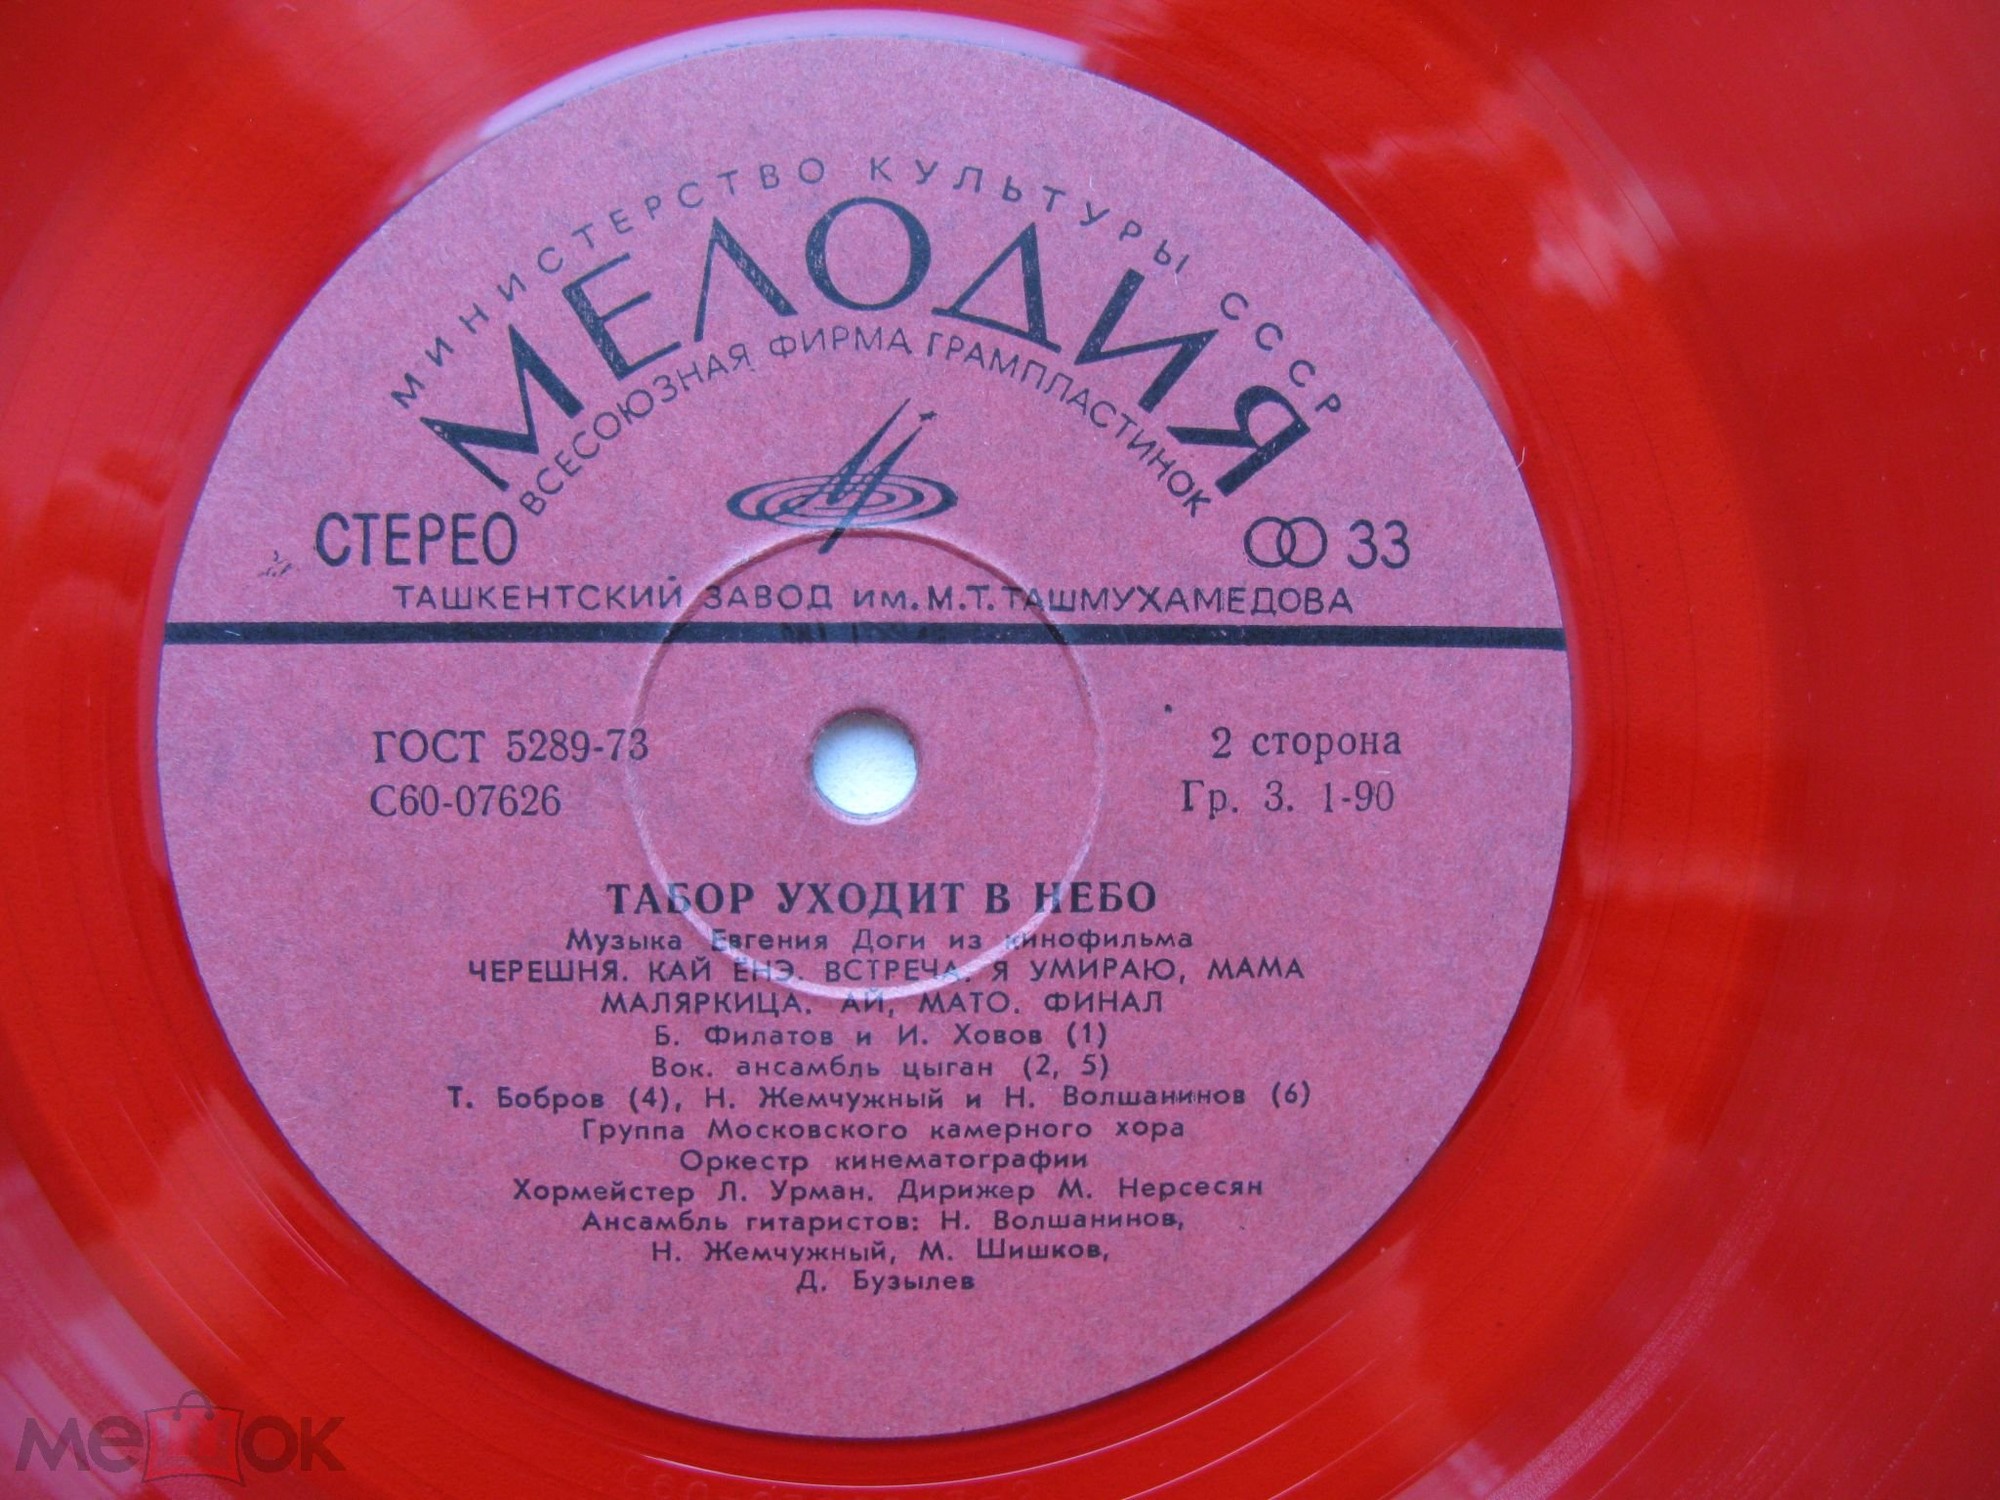 МИНИСТЕРСТВО КУЛЬТУРЫ СССР
МЕЛОДИЯ
ВСЕСОЮЗНАЯ ФИРМА ГРАМПЛАСТИНОК
СТЕРЕО
33
ТАШКЕНТСКИЙ ЗАВОД им. М.Т. ТАШМУХАМЕДОВА
ГОСТ 5289-73
2 сторона
С60-07626
Гр. 3. 1-90
ТАБОР УХОДИТ В НЕБО
Музыка Евгения Доги из кинофильма
ЧЕРЕШНЯ. КАЙ ЁНЭ. ВСТРЕЧА. Я УМИРАЮ, МАМА
МАЛЯРКИЦА. АЙ, МАТО. ФИНАЛ
Б. Филатов и И. Ховов (1)
Вок. ансамбль цыган (2, 5)
Т. Бобров (4), Н. Жемчужный и Н. Волшанинов (6)
Группа Московского камерного хора
Оркестр кинематографии
Хормейстер Л. Урман. Дирижер М. Нерсесян
Ансамбль гитаристов: Н. Волшанинов,
Н. Жемчужный, М. Шишков,
Д. Бузылев
мешок